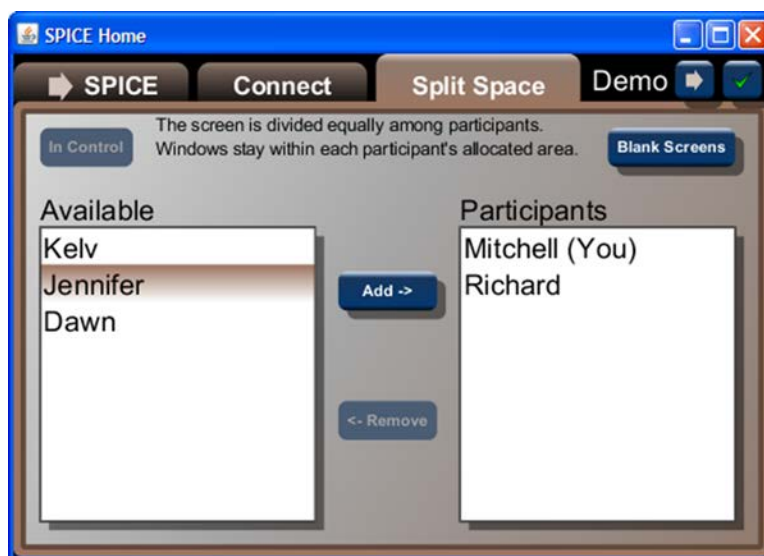 SPICE Home
SPICE
Connect
Split Space
Demo
In Control
The screen is divided equally among participants.
Windows stay within each participant's allocated area.
Blank Screens
Available
Participants
Kelv
Jennifer
Dawn
Add ->
<- Remove
Mitchell (You)
Richard